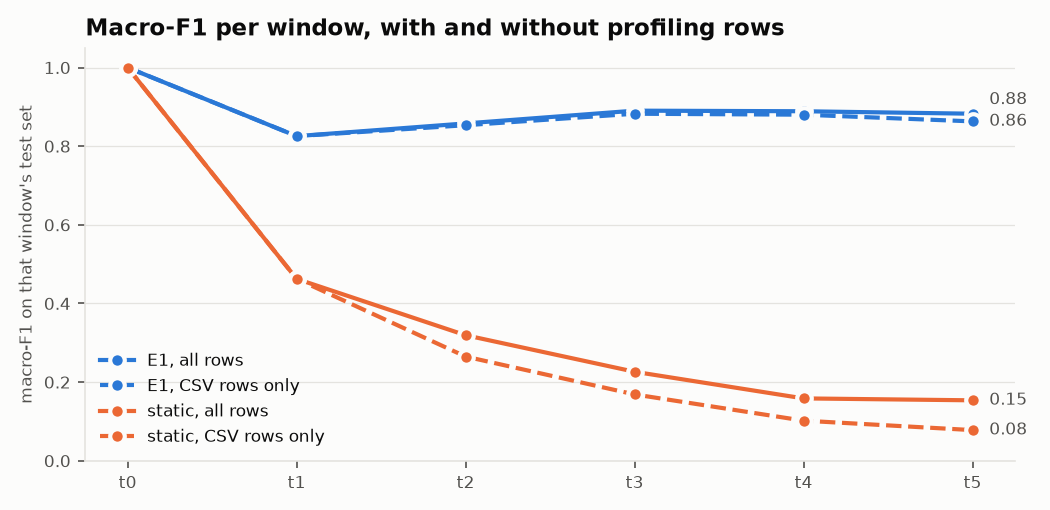 Macro-F1 per window, with and without profiling rows
macro-F1 on that window's test set
1.0
0.8
0.6
0.4
0.2
0.0
0.88
0.86
0.15
0.08
E1, all rows
E1, CSV rows only
static, all rows
static, CSV rows only
t0 t1 t2 t3 t4 t5